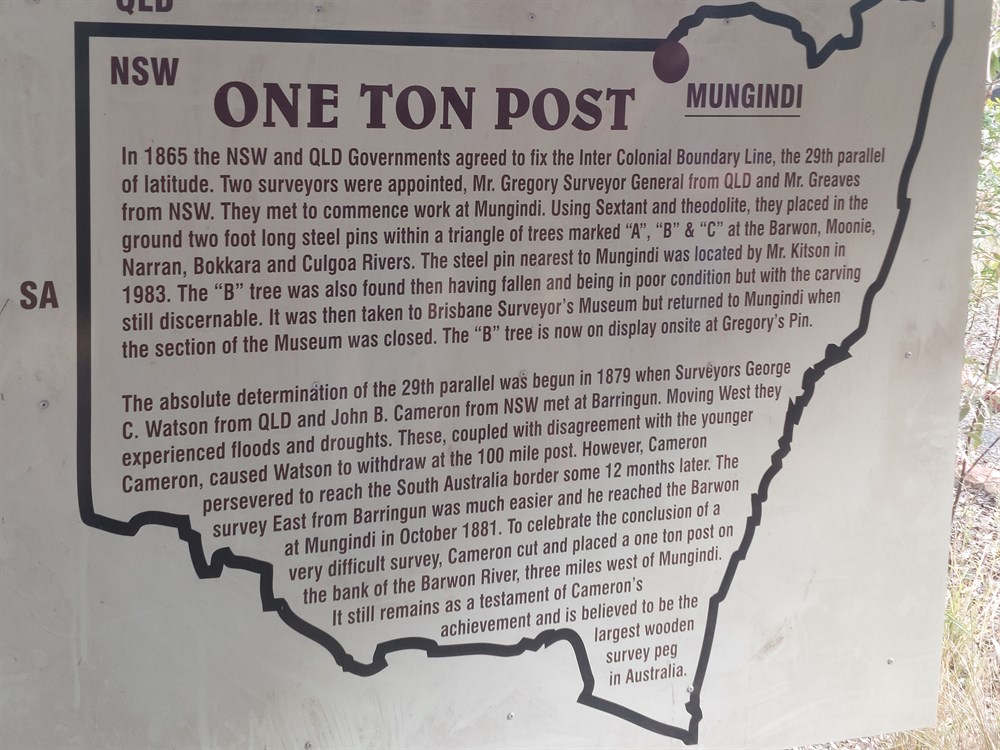 QLD
NSW
ONE TON POST
MUNGINDI
In 1865 the NSW and QLD Governments agreed to fix the Inter Colonial Boundary Line, the 29th parallel
of latitude. Two surveyors were appointed, Mr. Gregory Surveyor General from QLD and Mr. Greaves
from NSW. They met to commence work at Mungindi. Using Sextant and theodolite, they placed in the
ground two foot long steel pins within a triangle of trees marked “A”, “B” & “C” at the Barwon, Moonie,
Narran, Bokkara and Culgoa Rivers. The steel pin nearest to Mungindi was located by Mr. Kitson in
1983. The “B” tree was also found then having fallen and being in poor condition but with the carving
still discernable. It was then taken to Brisbane Surveyor’s Museum but returned to Mungindi when
the section of the Museum was closed. The “B” tree is now on display onsite at Gregory’s Pin.
SA
The absolute determination of the 29th parallel was begun in 1879 when Surveyors George
C. Watson from QLD and John B. Cameron from NSW met at Barringun. Moving West they
experienced floods and droughts. These, coupled with disagreement with the younger
Cameron, caused Watson to withdraw at the 100 mile post. However, Cameron
persevered to reach the South Australia border some 12 months later. The
survey East from Barringun was much easier and he reached the Barwon
at Mungindi in October 1881. To celebrate the conclusion of a
very difficult survey, Cameron cut and placed a one ton post on
the bank of the Barwon River, three miles west of Mungindi.
It still remains as a testament of Cameron’s
achievement and is believed to be the
largest wooden
survey peg
in Australia.